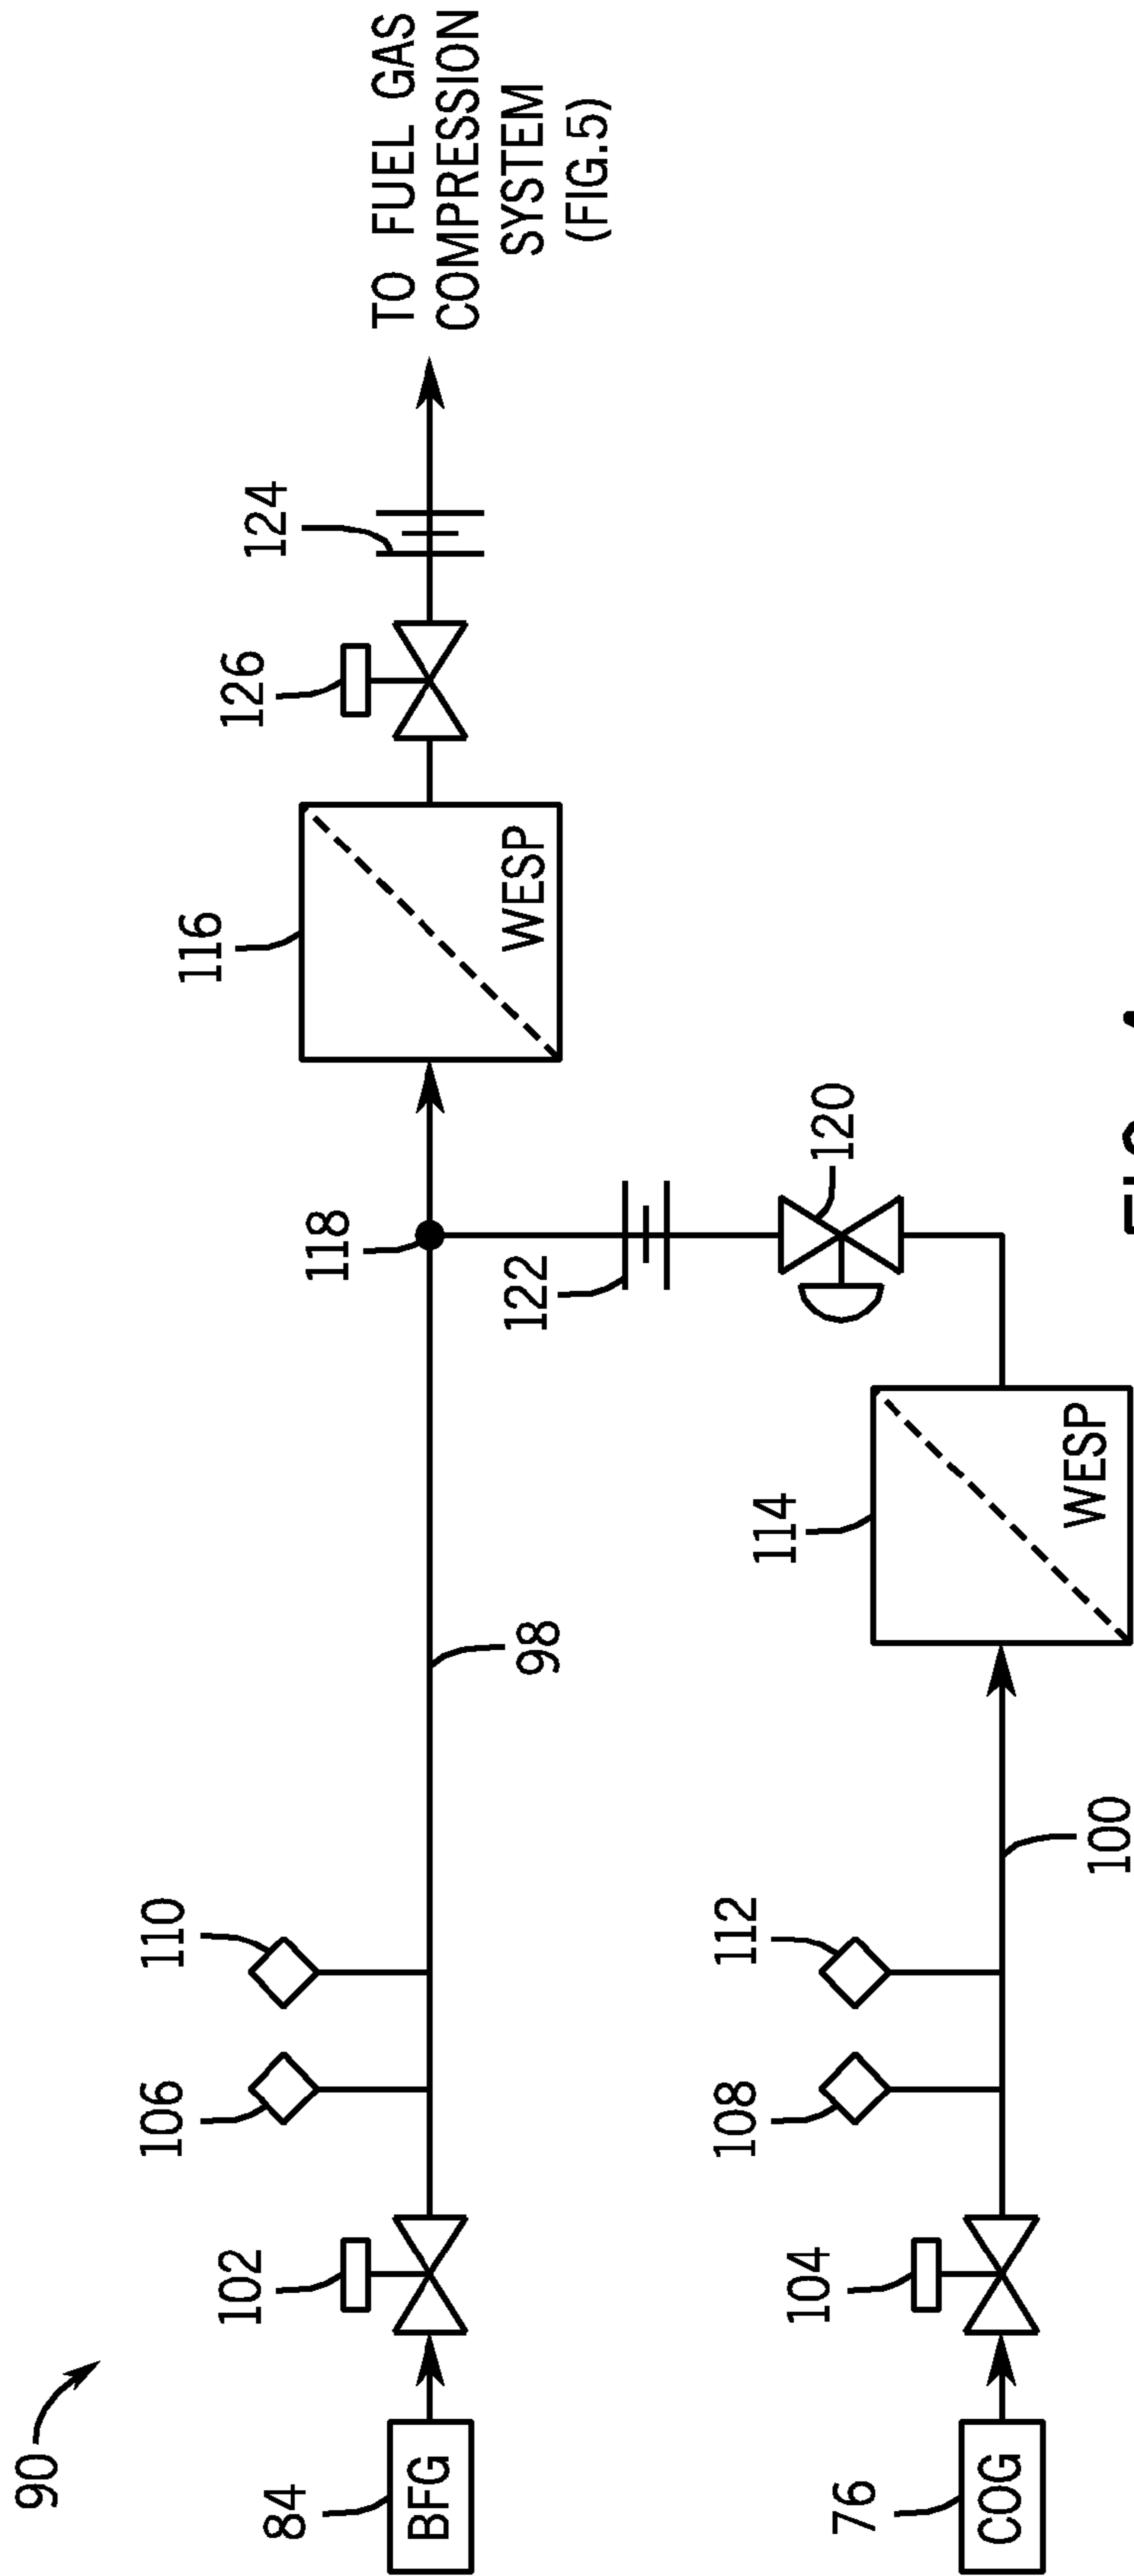 90
106
110
116
102
126
124
84
118
TO FUEL GAS
COMPRESSION
SYSTEM
(FIG.5)
BFG
WESP
122
98
108
112
114
104
120
76
COG
WESP
100